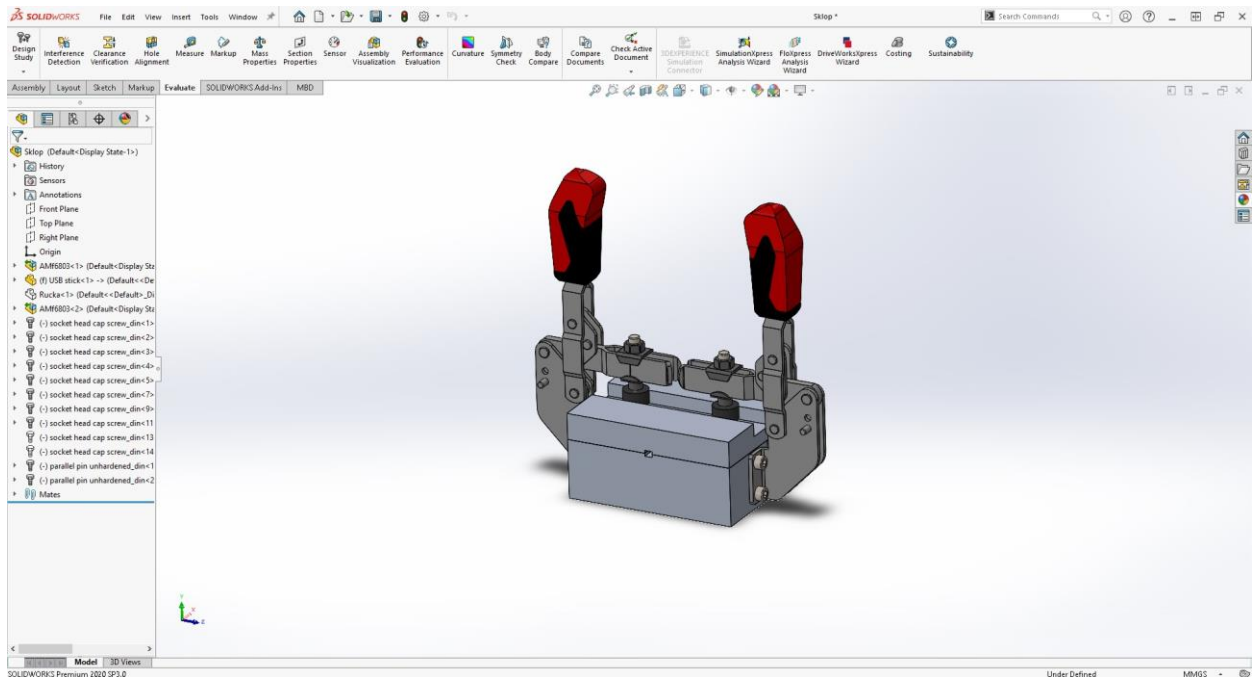 SOLIDWORKS File Edit View Insert Tools Window Sklop * Search Commands
Design Study
Interference Detection
Clearance Verification
Hole Alignment
Measure
Markup
Mass Properties
Section Properties
Sensor
Assembly Visualization
Performance Evaluation
Curvature
Symmetry Check
Body Compare
Compare Documents
Check Active Document
3DEXPERIENCE Simulation Connector
SimulationXpress Analysis Wizard
FloXpress Analysis Wizard
DriveWorksXpress Wizard
Costing
Sustainability
Assembly Layout Sketch Markup Evaluate SOLIDWORKS Add-Ins MBD
Sklop (Default<Display State-1>)
History
Sensors
Annotations
Front Plane
Top Plane
Right Plane
Origin
AMf6803<1> (Default<Display Sta
(f) USB stick<1> -> (Default<<De
Rucka<1> (Default<<Default>_Di
AMf6803<2> (Default<Display Sta
(-) socket head cap screw_din<1>
(-) socket head cap screw_din<2>
(-) socket head cap screw_din<3>
(-) socket head cap screw_din<4>
(-) socket head cap screw_din<5>
(-) socket head cap screw_din<7>
(-) socket head cap screw_din<9>
(-) socket head cap screw_din<11
(-) socket head cap screw_din<13
(-) socket head cap screw_din<14
(-) parallel pin unhardened_din<1
(-) parallel pin unhardened_din<2
Mates
Y
X
Z
Model 3D Views
SOLIDWORKS Premium 2020 SP3.0 Under Defined MMGS